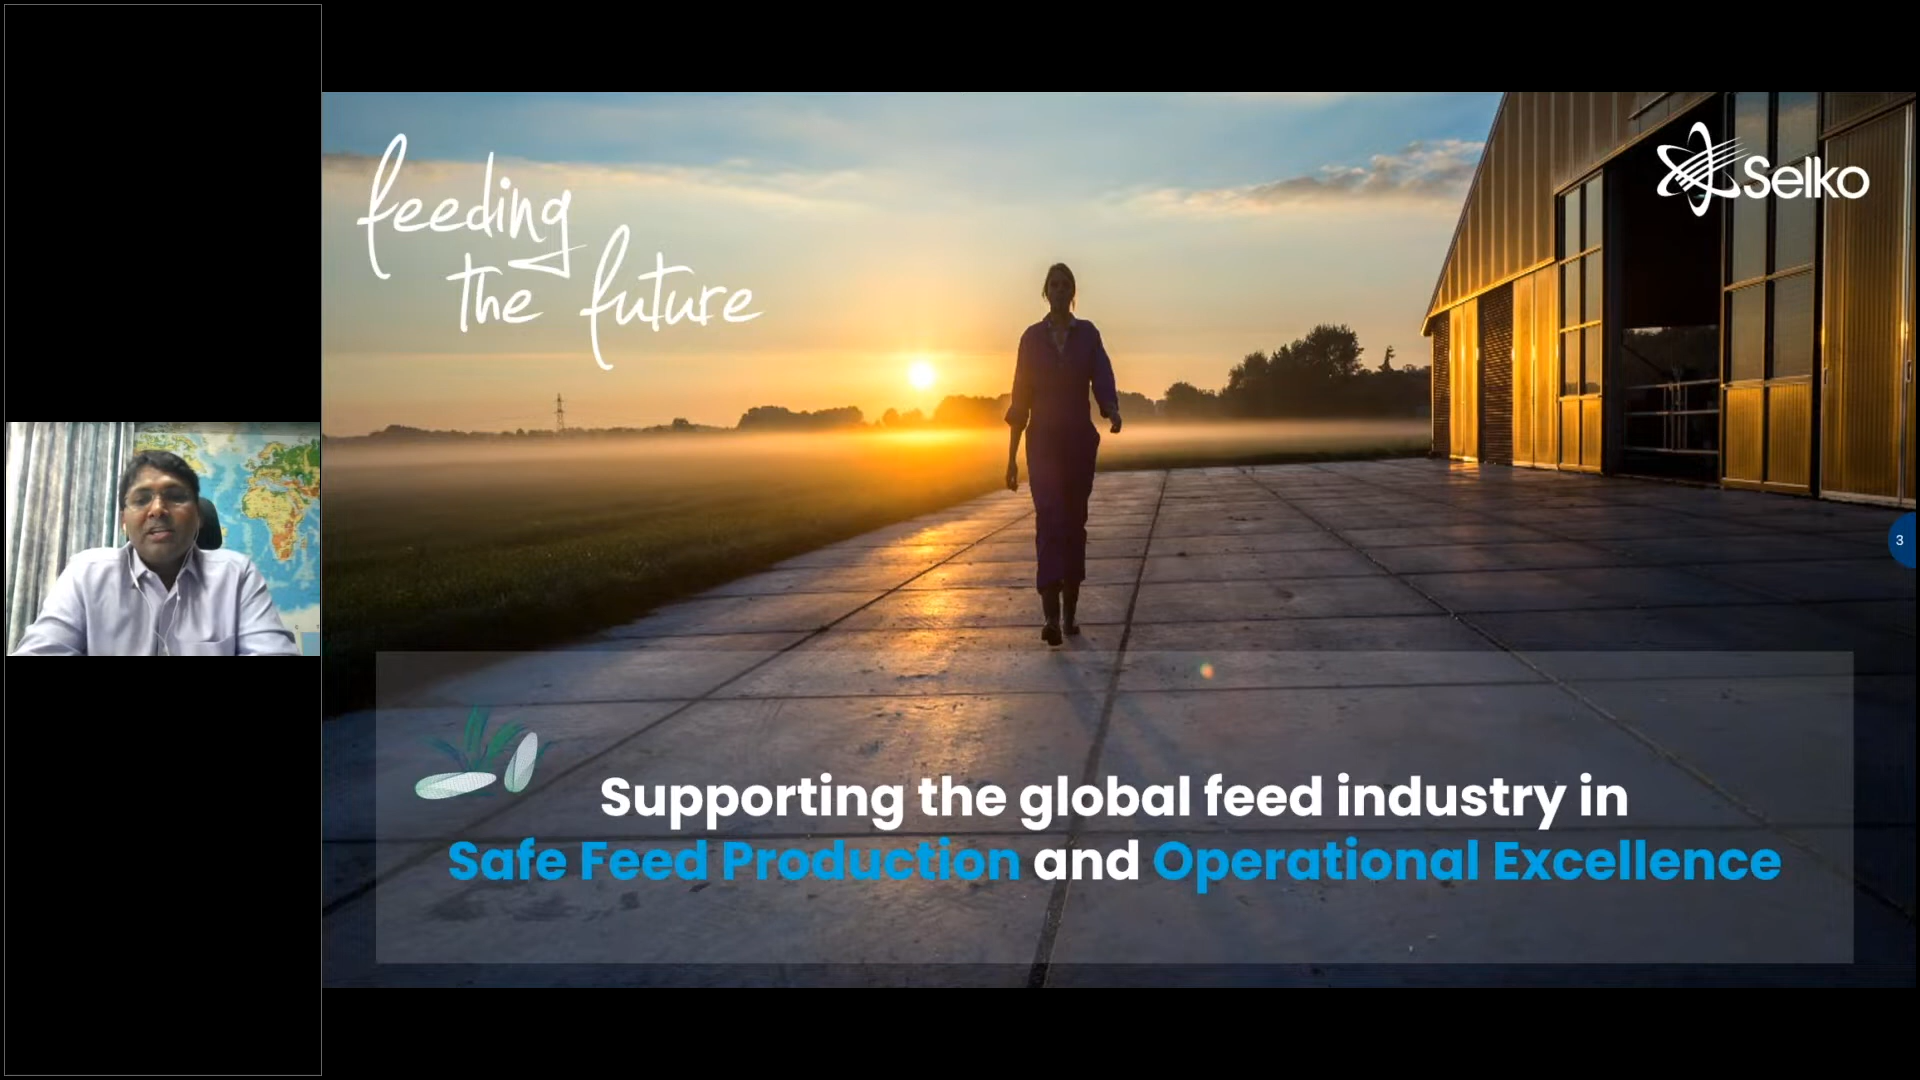 feeding
the future
Selko
3
Supporting the global feed industry in
Safe Feed Production and Operational Excellence